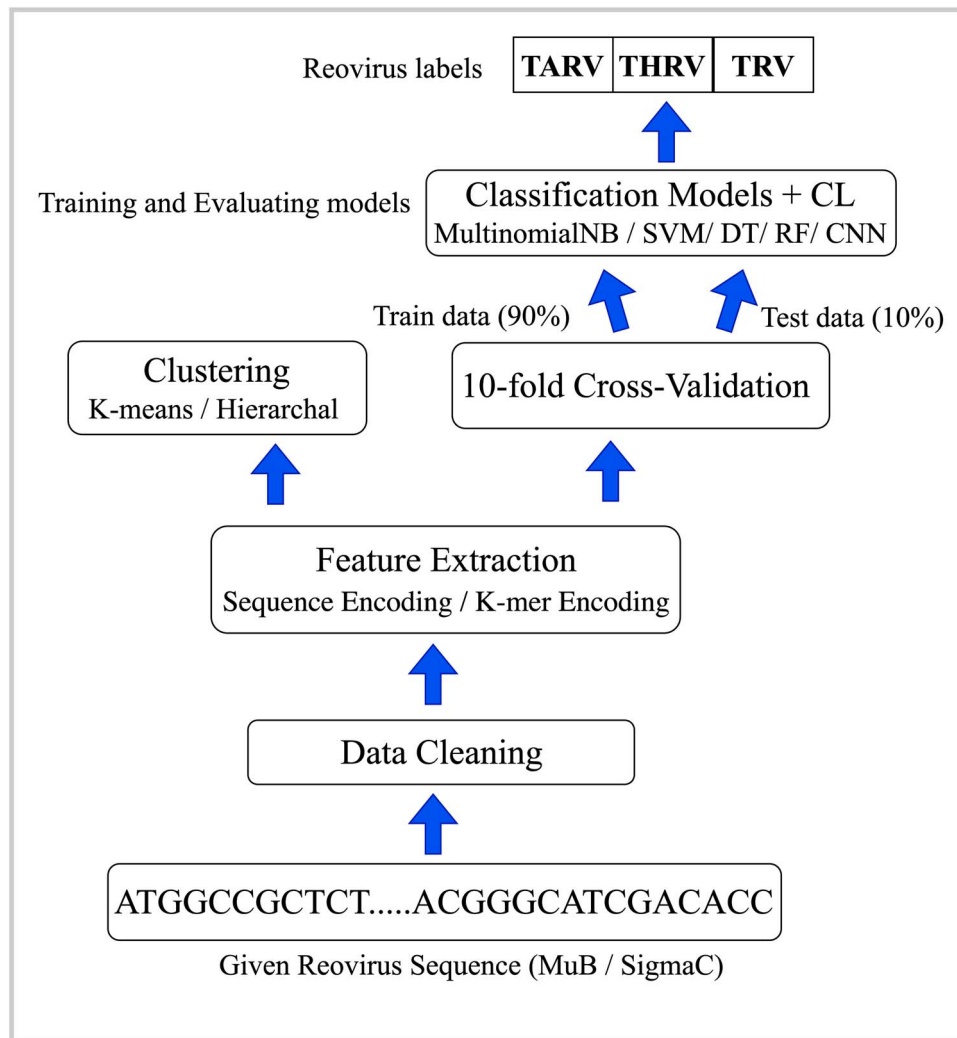 Reovirus labels TARV THRV TRV
Classification Models + CL
Training and Evaluating models
MultinomialNB / SVM/ DT/ RF/ CNN
Train data (90%) Test data (10%)
Clustering
K-means / Hierarchal
10-fold Cross-Validation
Feature Extraction
Sequence Encoding / K-mer Encoding
Data Cleaning
ATGGCCGCTCT.....ACGGGCATCGACACC
Given Reovirus Sequence (MuB / SigmaC)